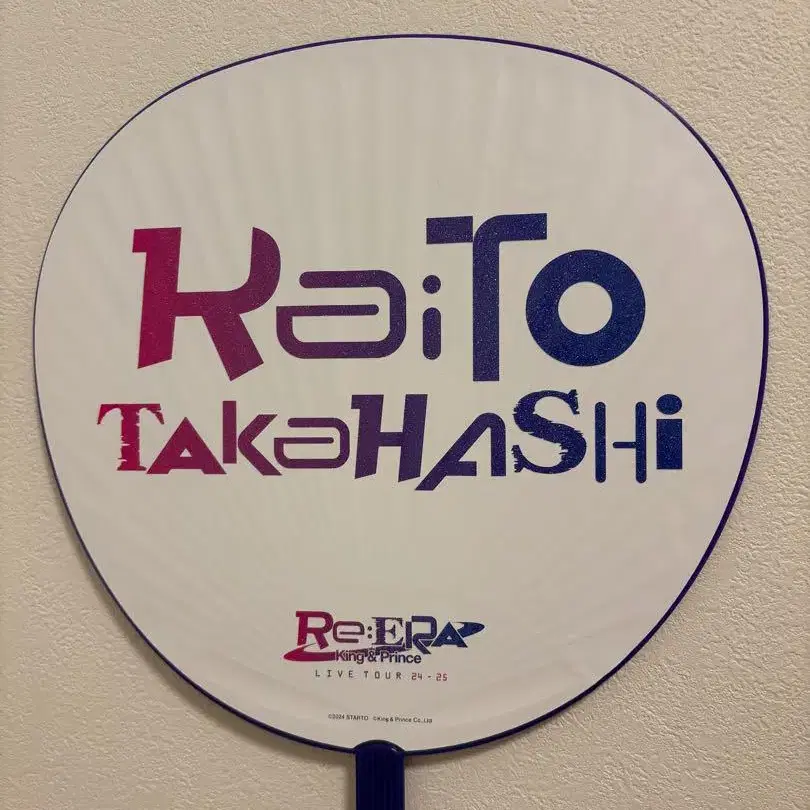 KaiTo
TAKaHASHi
Re:ERA
King & Prince
LIVE TOUR 24-25
©2024 STARTO ©King & Prince Co.,Ltd